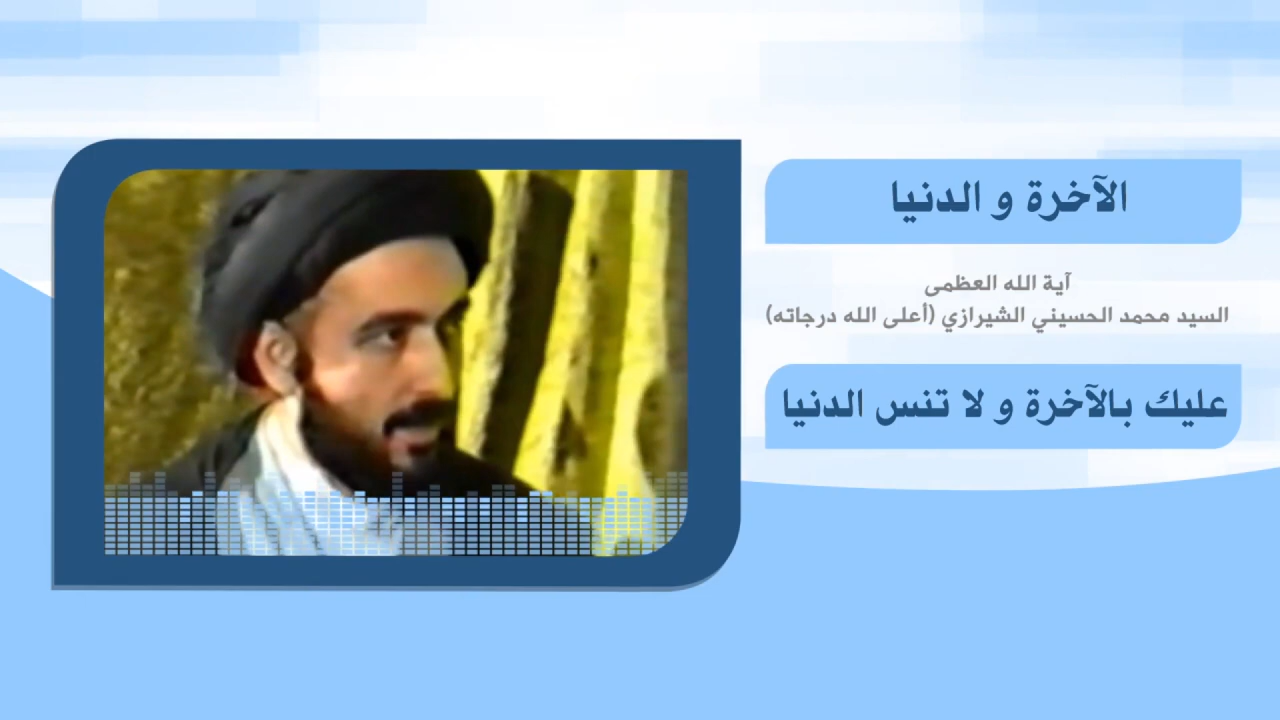 الآخرة و الدنيا
آية الله العظمى
السيد محمد الحسيني الشيرازي (أعلى الله درجاته)
عليك بالآخرة و لا تنس الدنيا